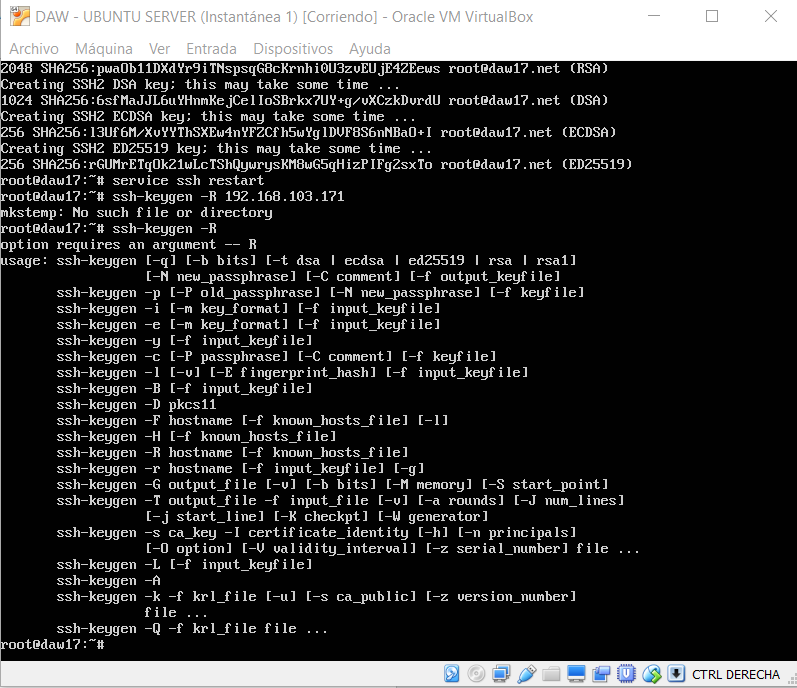 DAW - UBUNTU SERVER (Instantánea 1) [Corriendo] - Oracle VM VirtualBox
Archivo Máquina Ver Entrada Dispositivos Ayuda
2048 SHA256:pwaOb11DXdYr9iTNspsqG8cKrnhi0U3zvEUjE4ZEews root@daw17.net (RSA)
Creating SSH2 DSA key; this may take some time ...
1024 SHA256:6sfMaJJL6uYHnmKejCelIoSBrkx7UY+g/vXCzkDvrdU root@daw17.net (DSA)
Creating SSH2 ECDSA key; this may take some time ...
256 SHA256:l3Uf6M/XvYYThSXEw4nYFZCfh5wYglDVF8S6nNBaO+I root@daw17.net (ECDSA)
Creating SSH2 ED25519 key; this may take some time ...
256 SHA256:rGUMrETqOk21wLcTShQywrysKM8wG5qHizPIFg2sxTo root@daw17.net (ED25519)
root@daw17:~# service ssh restart
root@daw17:~# ssh-keygen -R 192.168.103.171
mkstemp: No such file or directory
root@daw17:~# ssh-keygen -R
option requires an argument -- R
usage: ssh-keygen [-q] [-b bits] [-t dsa | ecdsa | ed25519 | rsa | rsa1]
[-N new_passphrase] [-C comment] [-f output_keyfile]
ssh-keygen -p [-P old_passphrase] [-N new_passphrase] [-f keyfile]
ssh-keygen -i [-m key_format] [-f input_keyfile]
ssh-keygen -e [-m key_format] [-f input_keyfile]
ssh-keygen -y [-f input_keyfile]
ssh-keygen -c [-P passphrase] [-C comment] [-f keyfile]
ssh-keygen -l [-v] [-E fingerprint_hash] [-f input_keyfile]
ssh-keygen -B [-f input_keyfile]
ssh-keygen -D pkcs11
ssh-keygen -F hostname [-f known_hosts_file] [-l]
ssh-keygen -H [-f known_hosts_file]
ssh-keygen -R hostname [-f known_hosts_file]
ssh-keygen -r hostname [-f input_keyfile] [-g]
ssh-keygen -G output_file [-v] [-b bits] [-M memory] [-S start_point]
ssh-keygen -T output_file -f input_file [-v] [-a rounds] [-J num_lines]
[-j start_line] [-K checkpt] [-W generator]
ssh-keygen -s ca_key -I certificate_identity [-h] [-n principals]
[-O option] [-V validity_interval] [-z serial_number] file ...
ssh-keygen -L [-f input_keyfile]
ssh-keygen -A
ssh-keygen -k -f krl_file [-u] [-s ca_public] [-z version_number]
file ...
ssh-keygen -Q -f krl_file file ...
root@daw17:~#
CTRL DERECHA